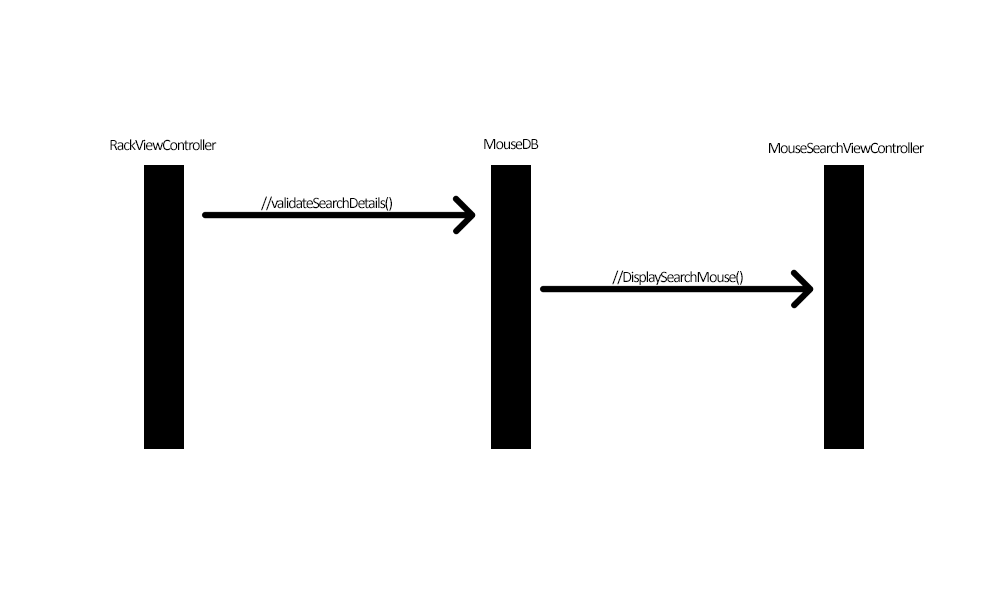 RackViewController
MouseDB
MouseSearchViewController
//validateSearchDetails()
//DisplaySearchMouse()